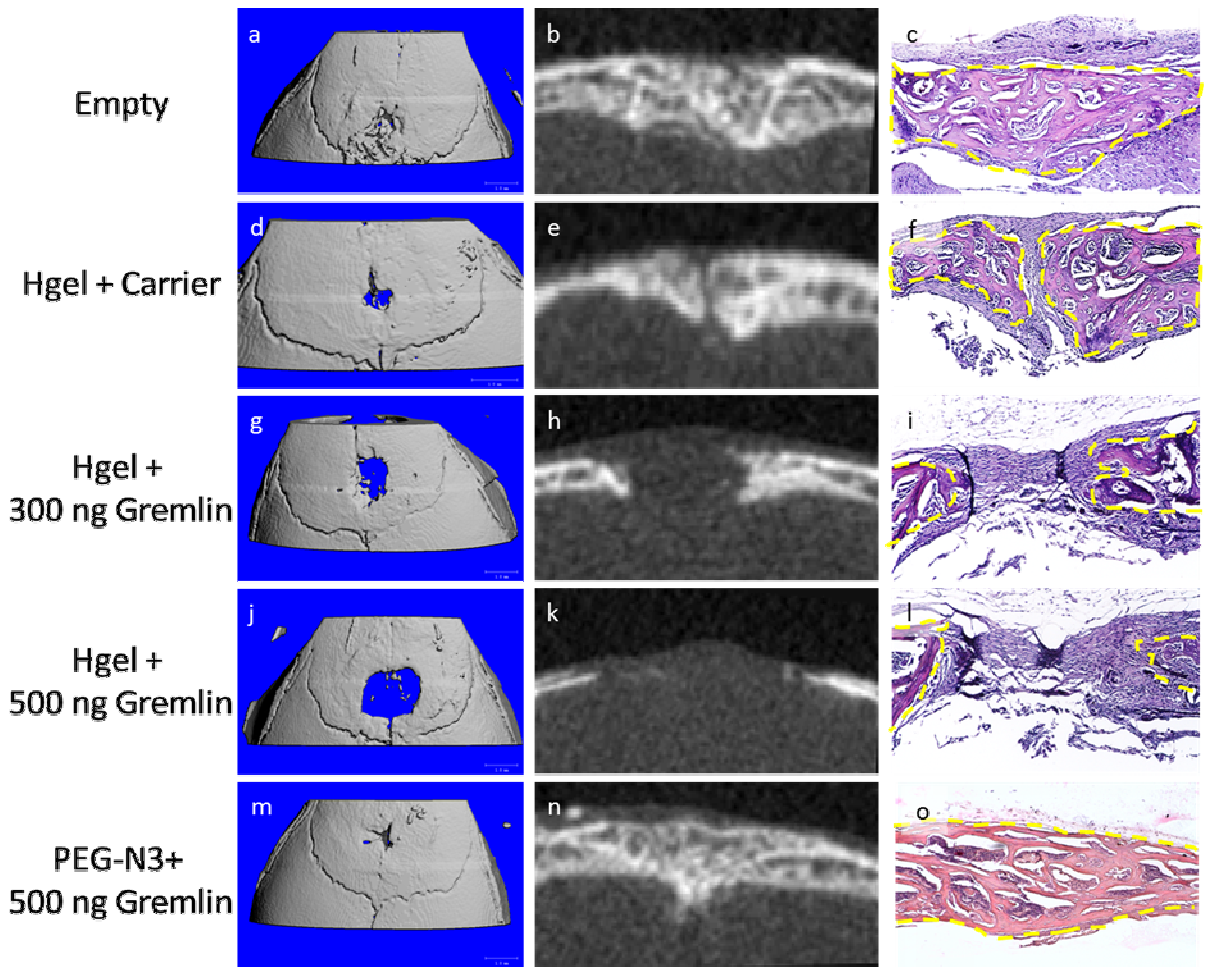 a
b
c
Empty
d
e
f
Hgel + Carrier
g
h
i
Hgel +
300 ng Gremlin
j
k
l
Hgel +
500 ng Gremlin
m
n
o
PEG-N3+
500 ng Gremlin